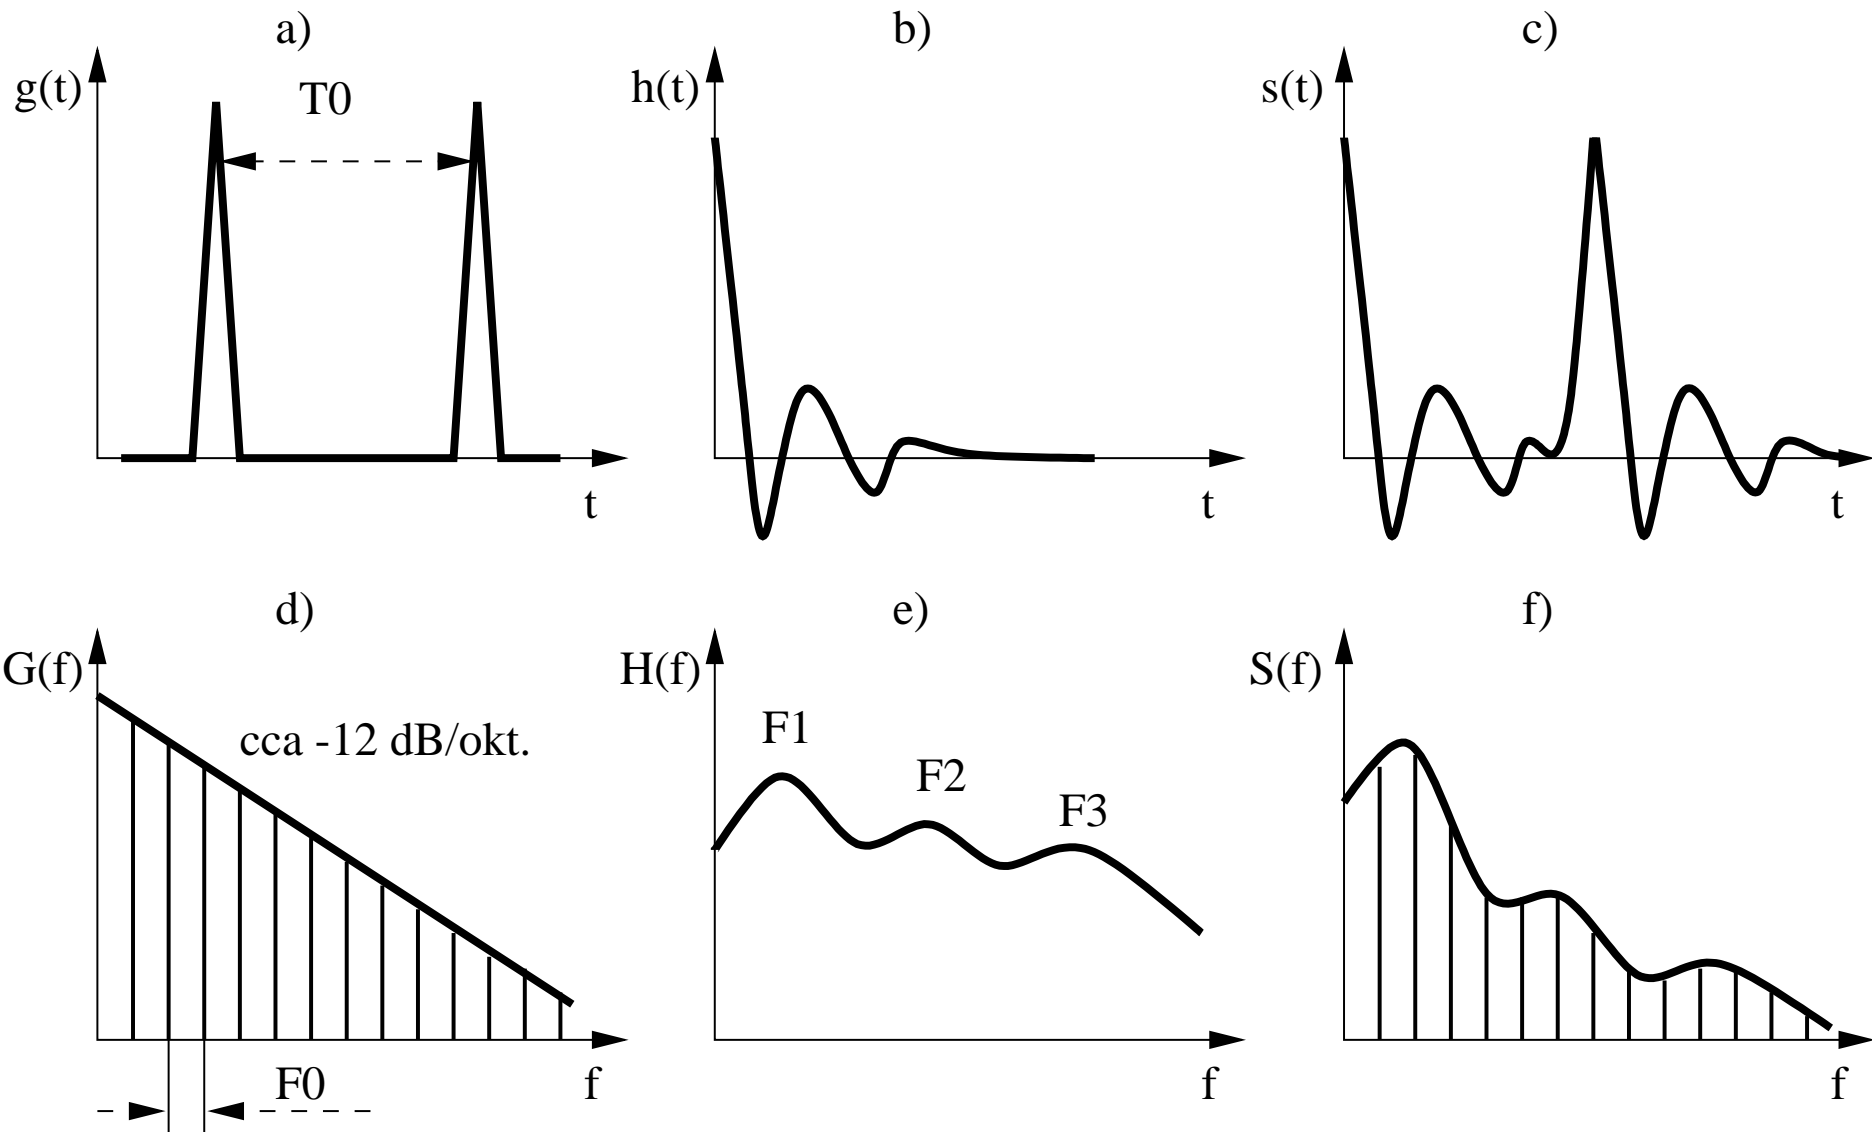 a)
g(t)
T0
t
b)
h(t)
t
c)
s(t)
t
d)
G(f)
cca -12 dB/okt.
F0
f
e)
H(f)
F1
F2
F3
f
f)
S(f)
f